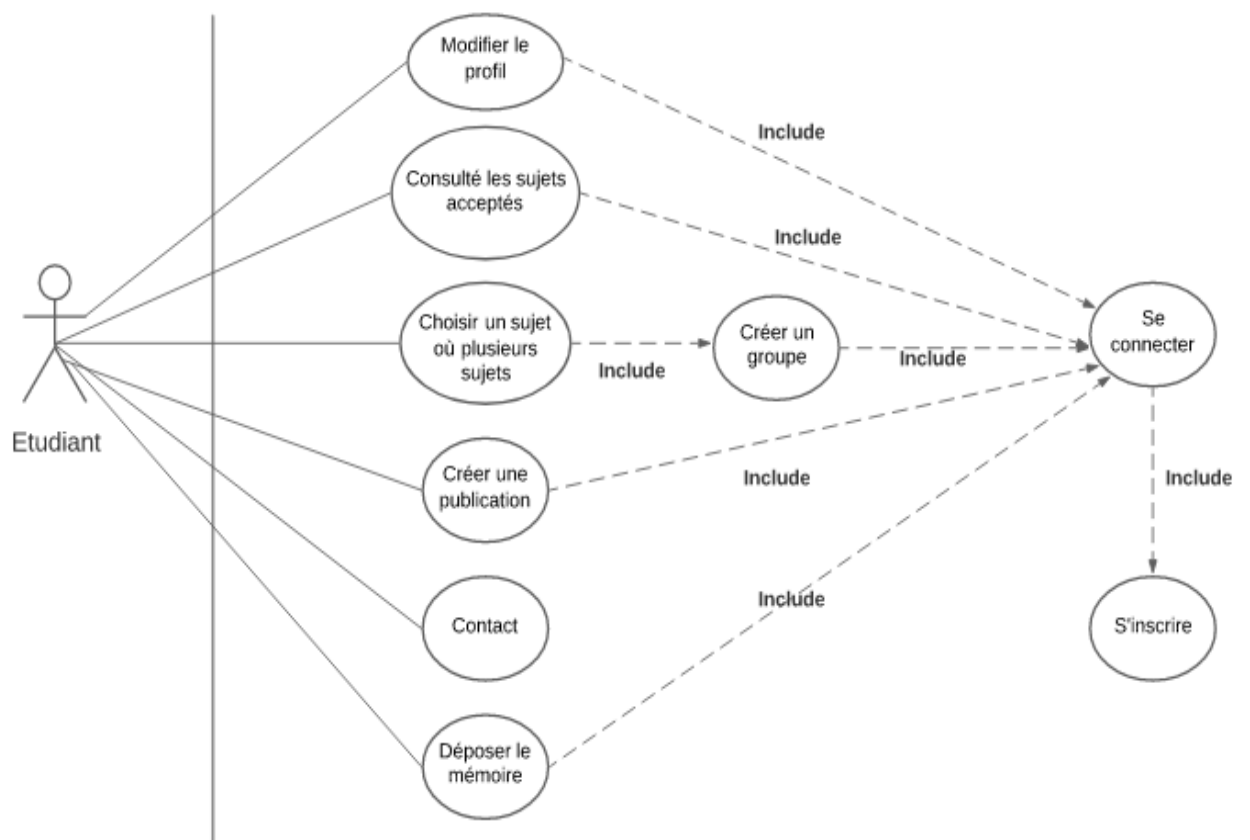 Modifier le
profil
Include
Consulté les sujets
acceptés
Include
Choisir un sujet
où plusieurs
sujets
Include
Créer un
groupe
Include
Se
connecter
Etudiant
Créer une
publication
Include
Include
Contact
Include
S'inscrire
Déposer le
mémoire